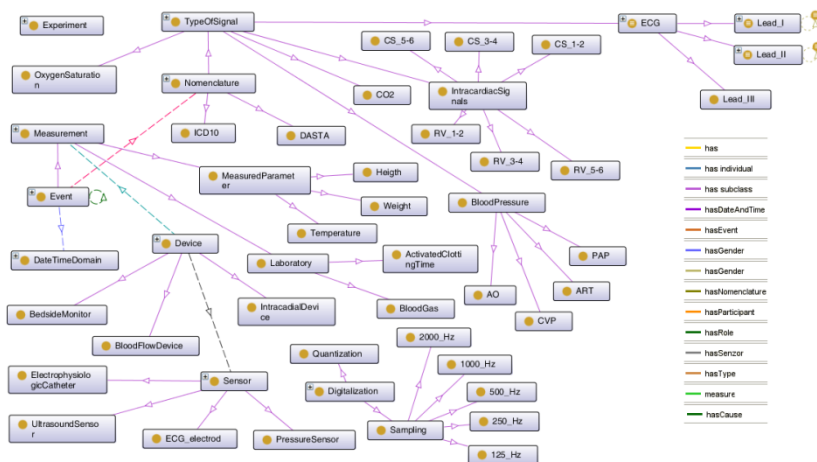 Experiment
TypeOfSignal
ECG
Lead_I
Lead_II
Lead_III
CS_5-6
CS_3-4
CS_1-2
OxygenSaturatio
n
Nomenclature
CO2
IntracardiacSig
nals
ICD10
DASTA
RV_1-2
RV_3-4
RV_5-6
Measurement
MeasuredParamet
er
Heigth
Weight
Temperature
BloodPressure
Event
DateTimeDomain
Device
Laboratory
ActivatedClotti
ngTime
BloodGas
PAP
ART
AO
CVP
BedsideMonitor
BloodFlowDevice
IntracadialDevi
ce
Sensor
Electrophysiolo
gicCatheter
UltrasoundSenso
r
ECG_electrod
PressureSensor
Quantization
Digitalization
Sampling
2000_Hz
1000_Hz
500_Hz
250_Hz
125_Hz
has
has individual
has subclass
hasDateAndTime
hasEvent
hasGender
hasGender
hasNomenclature
hasParticipant
hasRole
hasSenzor
hasType
measure
hasCause